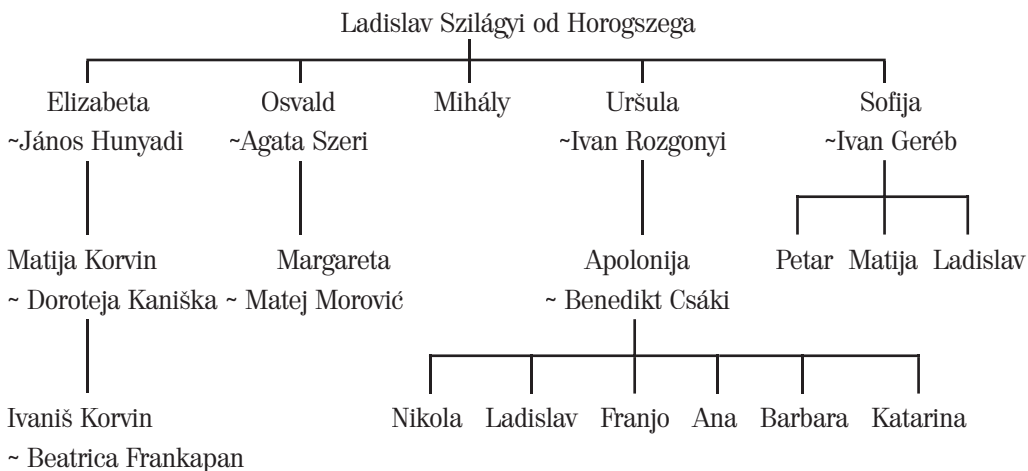 Ladislav Szilágyi od Horogszega
Elizabeta Osvald Mihály Uršula Sofija
~János Hunyadi ~Agata Szeri ~Ivan Rozgonyi ~Ivan Geréb
Matija Korvin Margareta Apolonija Petar Matija Ladislav
~ Doroteja Kaniška ~ Matej Morović ~ Benedikt Csáki
Ivaniš Korvin Nikola Ladislav Franjo Ana Barbara Katarina
~ Beatrica Frankapan